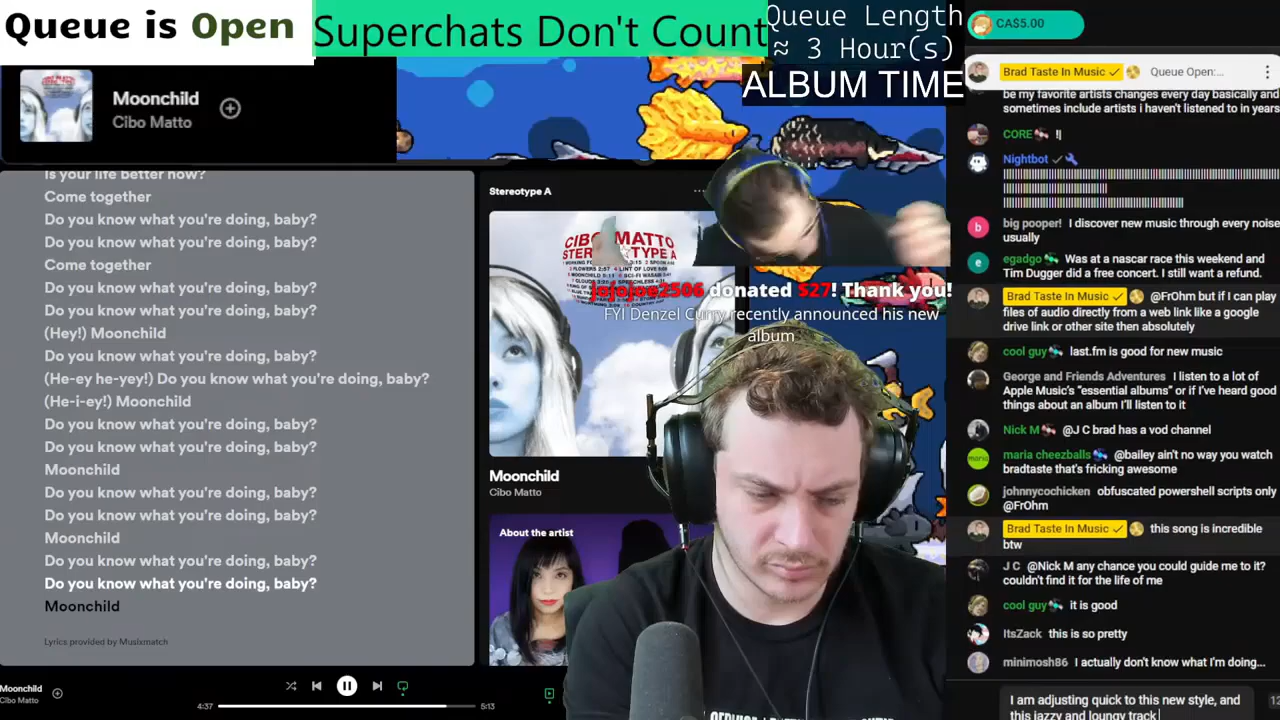 Queue is Open
Superchats Don't Count
Queue Length
≈ 3 Hour(s)
ALBUM TIME
Moonchild
Cibo Matto
Is your life better now?
Come together
Do you know what you're doing, baby?
Do you know what you're doing, baby?
Come together
Do you know what you're doing, baby?
Do you know what you're doing, baby?
(Hey!) Moonchild
Do you know what you're doing, baby?
(He-ey he-yey!) Do you know what you're doing, baby?
(He-i-ey!) Moonchild
Do you know what you're doing, baby?
Do you know what you're doing, baby?
Moonchild
Do you know what you're doing, baby?
Do you know what you're doing, baby?
Moonchild
Do you know what you're doing, baby?
Do you know what you're doing, baby?
Moonchild
Lyrics provided by Musixmatch
Stereotype A
CIBO MATTO
STEREOTYPE A
jojojoe2506 donated $27! Thank you!
FYI Denzel Curry recently announced his new
album
Moonchild
Cibo Matto
About the artist
Moonchild
Cibo Matto
4:37
5:13
CA$5.00
Brad Taste In Music Queue Open:...
be my favorite artists changes every day basically and
sometimes include artists i haven't listened to in years
CORE !j
Nightbot
big pooper! I discover new music through every noise
usually
egadgo Was at a nascar race this weekend and
Tim Dugger did a free concert. I still want a refund.
Brad Taste In Music @FrOhm but if I can play
files of audio directly from a web link like a google
drive link or other site then absolutely
cool guy last.fm is good for new music
George and Friends Adventures I listen to a lot of
Apple Music's "essential albums" or if I've heard good
things about an album I'll listen to it
Nick M @J C brad has a vod channel
maria cheezballs @bailey ain't no way you watch
bradtaste that's fricking awesome
johnnycochicken obfuscated powershell scripts only
@FrOhm
Brad Taste In Music this song is incredible
btw
J C @Nick M any chance you could guide me to it?
couldn't find it for the life of me
cool guy it is good
ItsZack this is so pretty
minimosh86 I actually don't know what I'm doing...
I am adjusting quick to this new style, and
this jazzy and loungy track